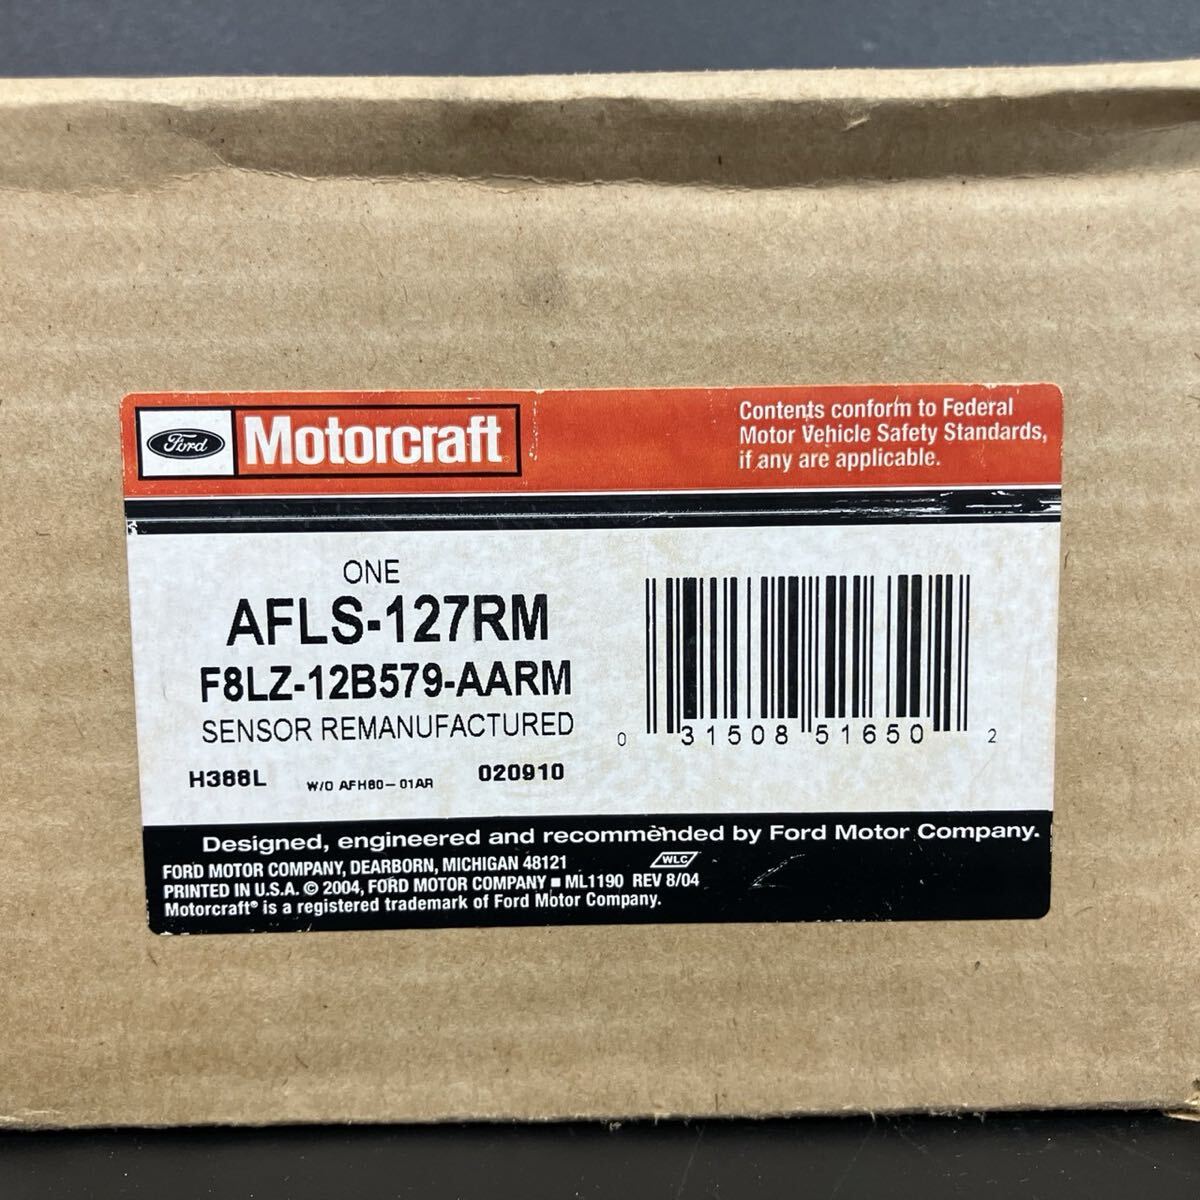 Ford Motorcraft
Contents conform to Federal
Motor Vehicle Safety Standards,
if any are applicable.
ONE
AFLS-127RM
F8LZ-12B579-AARM
SENSOR REMANUFACTURED
H388L W/O AFH80-01AR 020910
0 31508 51650 2
Designed, engineered and recommended by Ford Motor Company.
FORD MOTOR COMPANY, DEARBORN, MICHIGAN 48121 WLC
PRINTED IN U.S.A. © 2004, FORD MOTOR COMPANY ■ ML1190 REV 8/04
Motorcraft® is a registered trademark of Ford Motor Company.